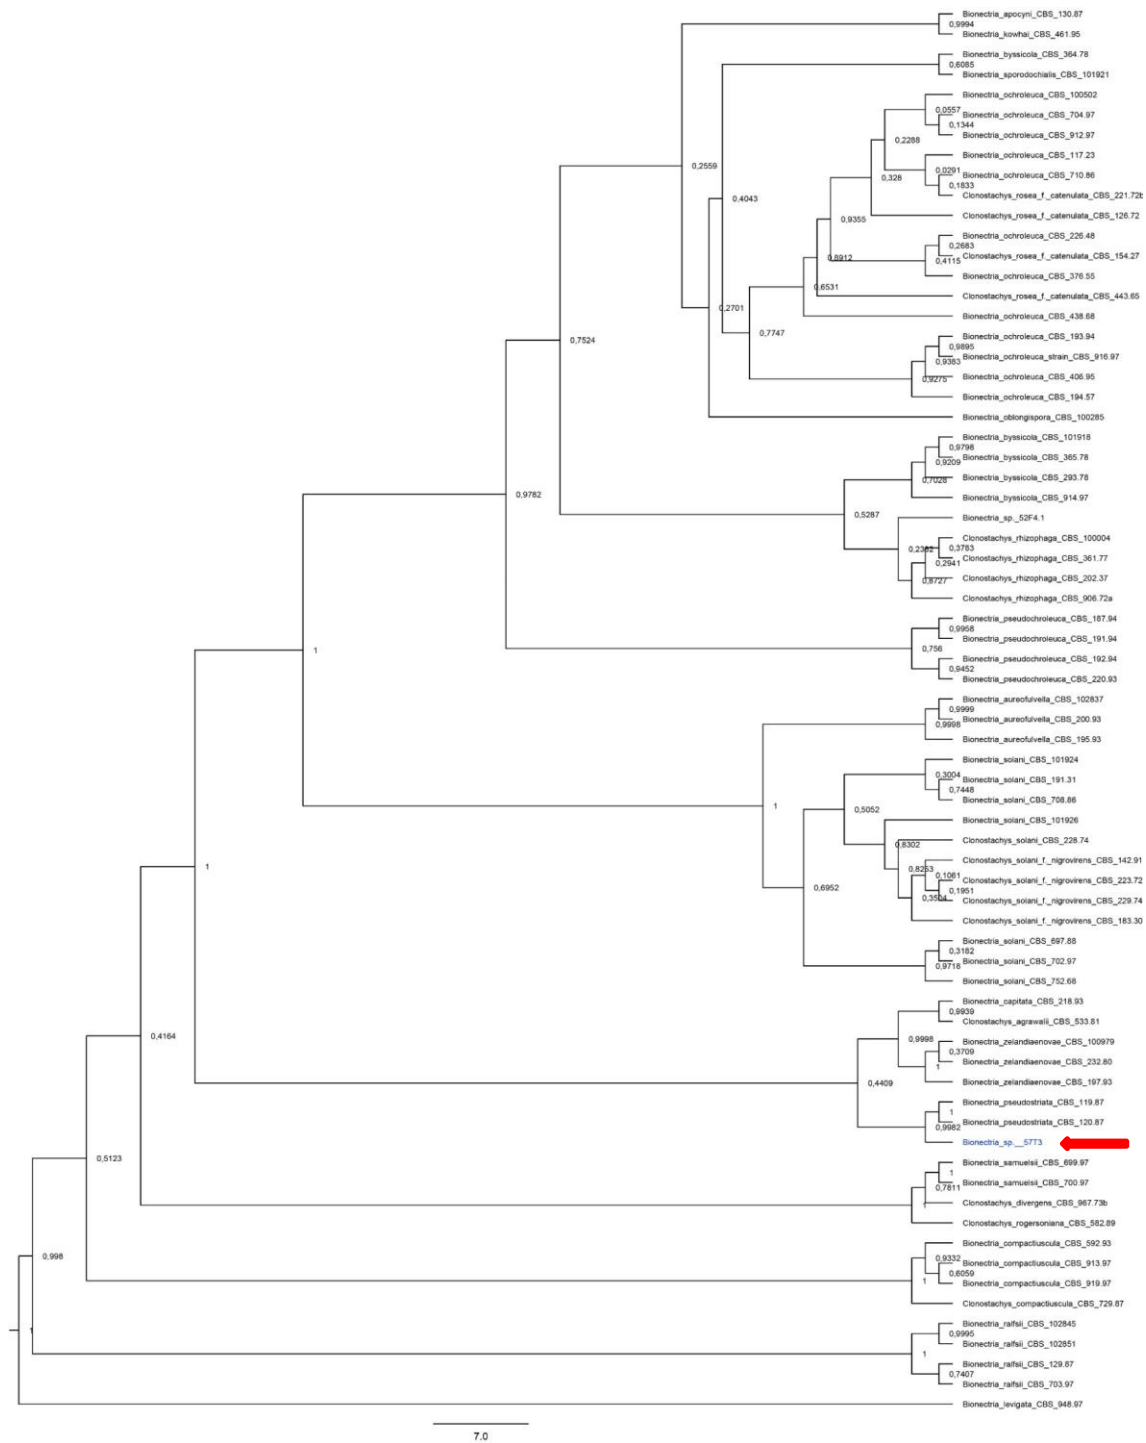 Bionectria_apocyni_CBS_130.87
0,9994
Bionectria_kowhai_CBS_461.95
Bionectria_byssicola_CBS_364.78
0,6085
Bionectria_sporodochialis_CBS_101921
Bionectria_ochroleuca_CBS_100502
0,0557
Bionectria_ochroleuca_CBS_704.97
0,1344
Bionectria_ochroleuca_CBS_912.97
0,2288
Bionectria_ochroleuca_CBS_117.23
0,2559
0,0291
Bionectria_ochroleuca_CBS_710.86
0,328
0,1833
Clonostachys_rosea_f._catenulata_CBS_221.72b
0,4043
Clonostachys_rosea_f._catenulata_CBS_126.72
0,9355
Bionectria_ochroleuca_CBS_226.48
0,2683
Clonostachys_rosea_f._catenulata_CBS_154.27
0,8912
0,4115
Bionectria_ochroleuca_CBS_376.55
0,6531
Clonostachys_rosea_f._catenulata_CBS_443.65
0,2701
Bionectria_ochroleuca_CBS_438.68
0,7747
Bionectria_ochroleuca_CBS_193.94
0,7524
0,9895
Bionectria_ochroleuca_strain_CBS_916.97
0,9383
Bionectria_ochroleuca_CBS_406.95
0,9275
Bionectria_ochroleuca_CBS_194.57
Bionectria_oblongispora_CBS_100285
Bionectria_byssicola_CBS_101918
0,9798
Bionectria_byssicola_CBS_365.78
0,9209
Bionectria_byssicola_CBS_293.78
0,7028
0,9782
Bionectria_byssicola_CBS_914.97
0,5287
Bionectria_sp._52F4.1
Clonostachys_rhizophaga_CBS_100004
0,2382
0,3783
Clonostachys_rhizophaga_CBS_361.77
0,2941
Clonostachys_rhizophaga_CBS_202.37
0,8727
Clonostachys_rhizophaga_CBS_906.72a
Bionectria_pseudochroleuca_CBS_187.94
0,9958
Bionectria_pseudochroleuca_CBS_191.94
0,756
1
Bionectria_pseudochroleuca_CBS_192.94
0,9452
Bionectria_pseudochroleuca_CBS_220.93
Bionectria_aureofulvella_CBS_102837
0,9999
Bionectria_aureofulvella_CBS_200.93
0,9998
Bionectria_aureofulvella_CBS_195.93
Bionectria_solani_CBS_101924
0,3004
Bionectria_solani_CBS_191.31
0,7448
Bionectria_solani_CBS_708.86
1
0,5052
Bionectria_solani_CBS_101926
Clonostachys_solani_CBS_228.74
0,8302
Clonostachys_solani_f._nigrovirens_CBS_142.91
1
0,8253
0,1061
Clonostachys_solani_f._nigrovirens_CBS_223.72
0,6952
0,1951
Clonostachys_solani_f._nigrovirens_CBS_229.74
0,3504
Clonostachys_solani_f._nigrovirens_CBS_183.30
Bionectria_solani_CBS_697.88
0,3182
Bionectria_solani_CBS_702.97
0,9718
Bionectria_solani_CBS_752.68
Bionectria_capitata_CBS_218.93
0,9939
Clonostachys_agrawalii_CBS_533.81
0,4164
0,9998
Bionectria_zelandiaenovae_CBS_100979
0,3709
Bionectria_zelandiaenovae_CBS_232.80
1
Bionectria_zelandiaenovae_CBS_197.93
0,4409
Bionectria_pseudostriata_CBS_119.87
1
Bionectria_pseudostriata_CBS_120.87
0,9982
Bionectria_sp.__57T3
0,5123
Bionectria_samuelsii_CBS_699.97
1
Bionectria_samuelsii_CBS_700.97
0,7811
Clonostachys_divergens_CBS_967.73b
1
Clonostachys_rogersoniana_CBS_582.89
Bionectria_compactiuscula_CBS_592.93
0,998
0,9332
Bionectria_compactiuscula_CBS_913.97
0,6059
1
Bionectria_compactiuscula_CBS_919.97
Clonostachys_compactiuscula_CBS_729.87
Bionectria_ralfsii_CBS_102845
1
0,9995
Bionectria_ralfsii_CBS_102851
1
Bionectria_ralfsii_CBS_129.87
0,7407
Bionectria_ralfsii_CBS_703.97
Bionectria_levigata_CBS_948.97
7.0